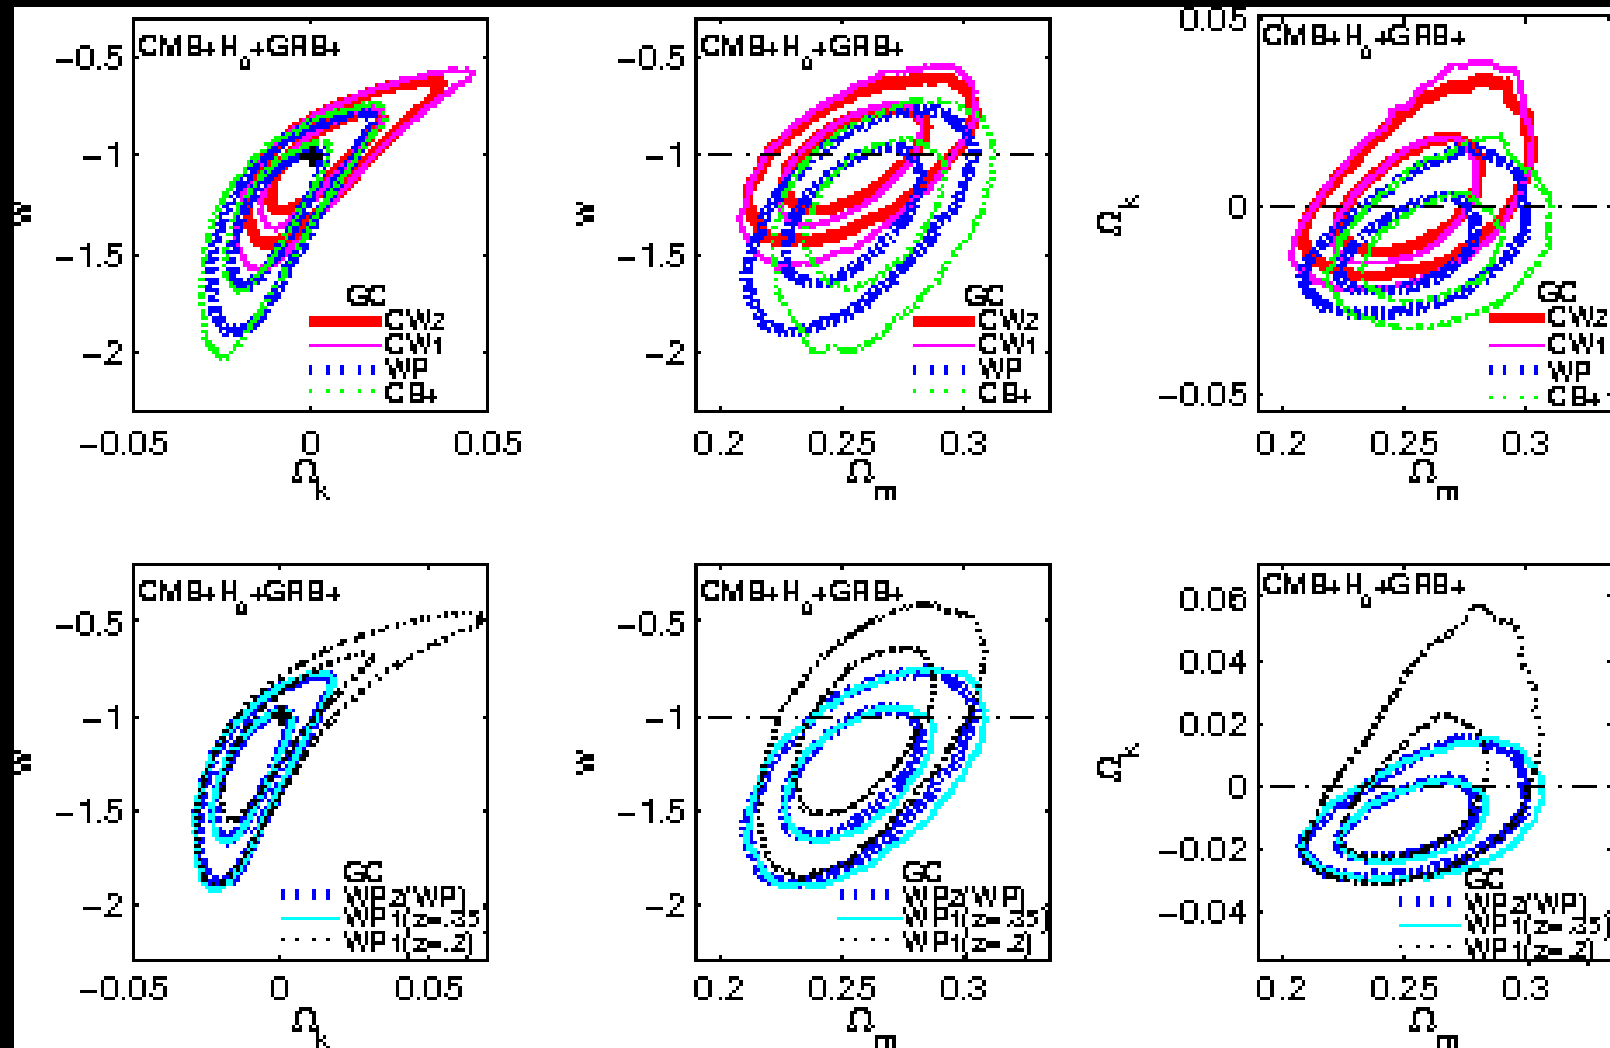 CMB+H₀+GRB+
−0.5
−1
−1.5
−2
w
GC
CW2
CW1
WP
CB+
−0.05 0 0.05
Ωk
CMB+H₀+GRB+
−0.5
−1
−1.5
−2
w
GC
CW2
CW1
WP
CB+
0.2 0.25 0.3
Ωm
CMB+H₀+GRB+
0.05
0
−0.05
Ωk
GC
CW2
CW1
WP
CB+
0.2 0.25 0.3
Ωm
CMB+H₀+GRB+
−0.5
−1
−1.5
−2
w
GC
WP2('WP)
WP1(z=.35)
WP1(z=.2)
−0.05 0 0.05
Ωk
CMB+H₀+GRB+
−0.5
−1
−1.5
−2
w
GC
WP2('WP)
WP1(z=.35)
WP1(z=.2)
0.2 0.25 0.3
Ωm
CMB+H₀+GRB+
0.06
0.04
0.02
0
−0.02
−0.04
Ωk
GC
WP2('WP)
WP1(z=.35)
WP1(z=.2)
0.2 0.25 0.3
Ωm